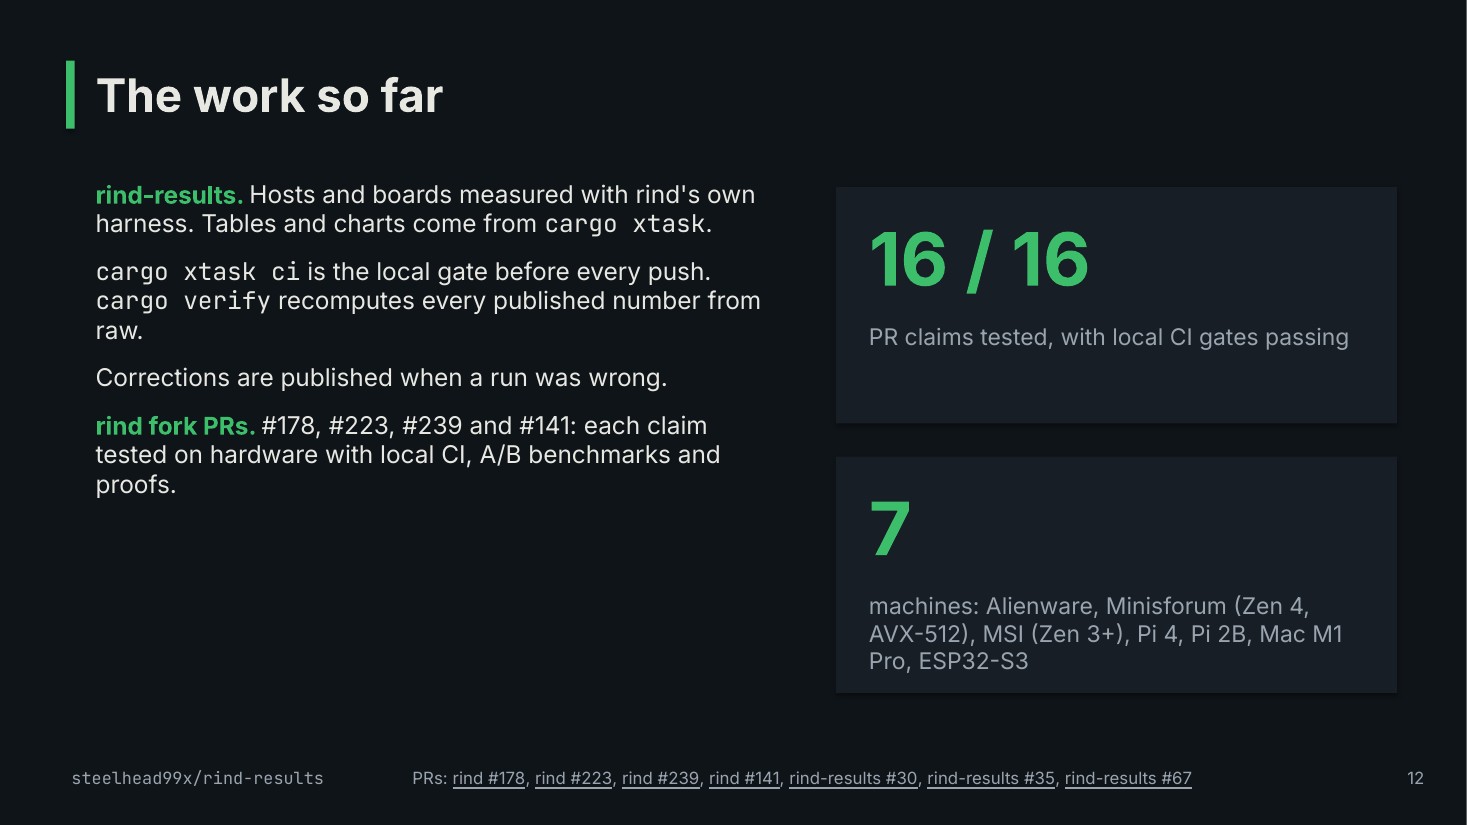 The work so far
rind-results. Hosts and boards measured with rind's own
harness. Tables and charts come from cargo xtask.
cargo xtask ci is the local gate before every push.
cargo verify recomputes every published number from
raw.
Corrections are published when a run was wrong.
rind fork PRs. #178, #223, #239 and #141: each claim
tested on hardware with local CI, A/B benchmarks and
proofs.
16 / 16
PR claims tested, with local CI gates passing
7
machines: Alienware, Minisforum (Zen 4,
AVX-512), MSI (Zen 3+), Pi 4, Pi 2B, Mac M1
Pro, ESP32-S3
steelhead99x/rind-results
PRs: rind #178, rind #223, rind #239, rind #141, rind-results #30, rind-results #35, rind-results #67
12